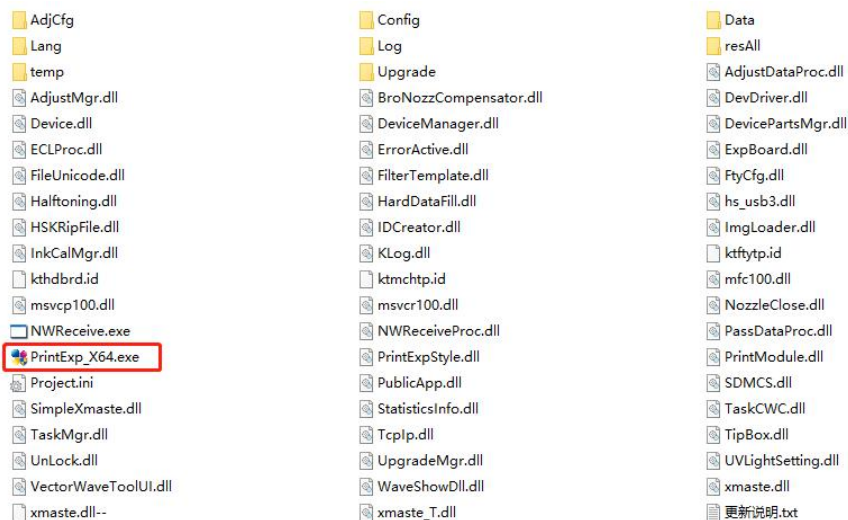 AdjCfg Config Data
Lang Log resAll
temp Upgrade AdjustDataProc.dll
AdjustMgr.dll BroNozzCompensator.dll DevDriver.dll
Device.dll DeviceManager.dll DevicePartsMgr.dll
ECLProc.dll ErrorActive.dll ExpBoard.dll
FileUnicode.dll FilterTemplate.dll FtyCfg.dll
Halftoning.dll HardDataFill.dll hs_usb3.dll
HSKRipFile.dll IDCreator.dll ImgLoader.dll
InkCalMgr.dll KLog.dll ktftytp.id
kthdbrd.id ktmchtp.id mfc100.dll
msvcp100.dll msvcr100.dll NozzleClose.dll
NWReceive.exe NWReceiveProc.dll PassDataProc.dll
PrintExp_X64.exe PrintExpStyle.dll PrintModule.dll
Project.ini PublicApp.dll SDMCS.dll
SimpleXmaste.dll StatisticsInfo.dll TaskCWC.dll
TaskMgr.dll TcpIp.dll TipBox.dll
UnLock.dll UpgradeMgr.dll UVLightSetting.dll
VectorWaveToolUI.dll WaveShowDll.dll xmaste.dll
xmaste.dll-- xmaste_T.dll 更新说明.txt